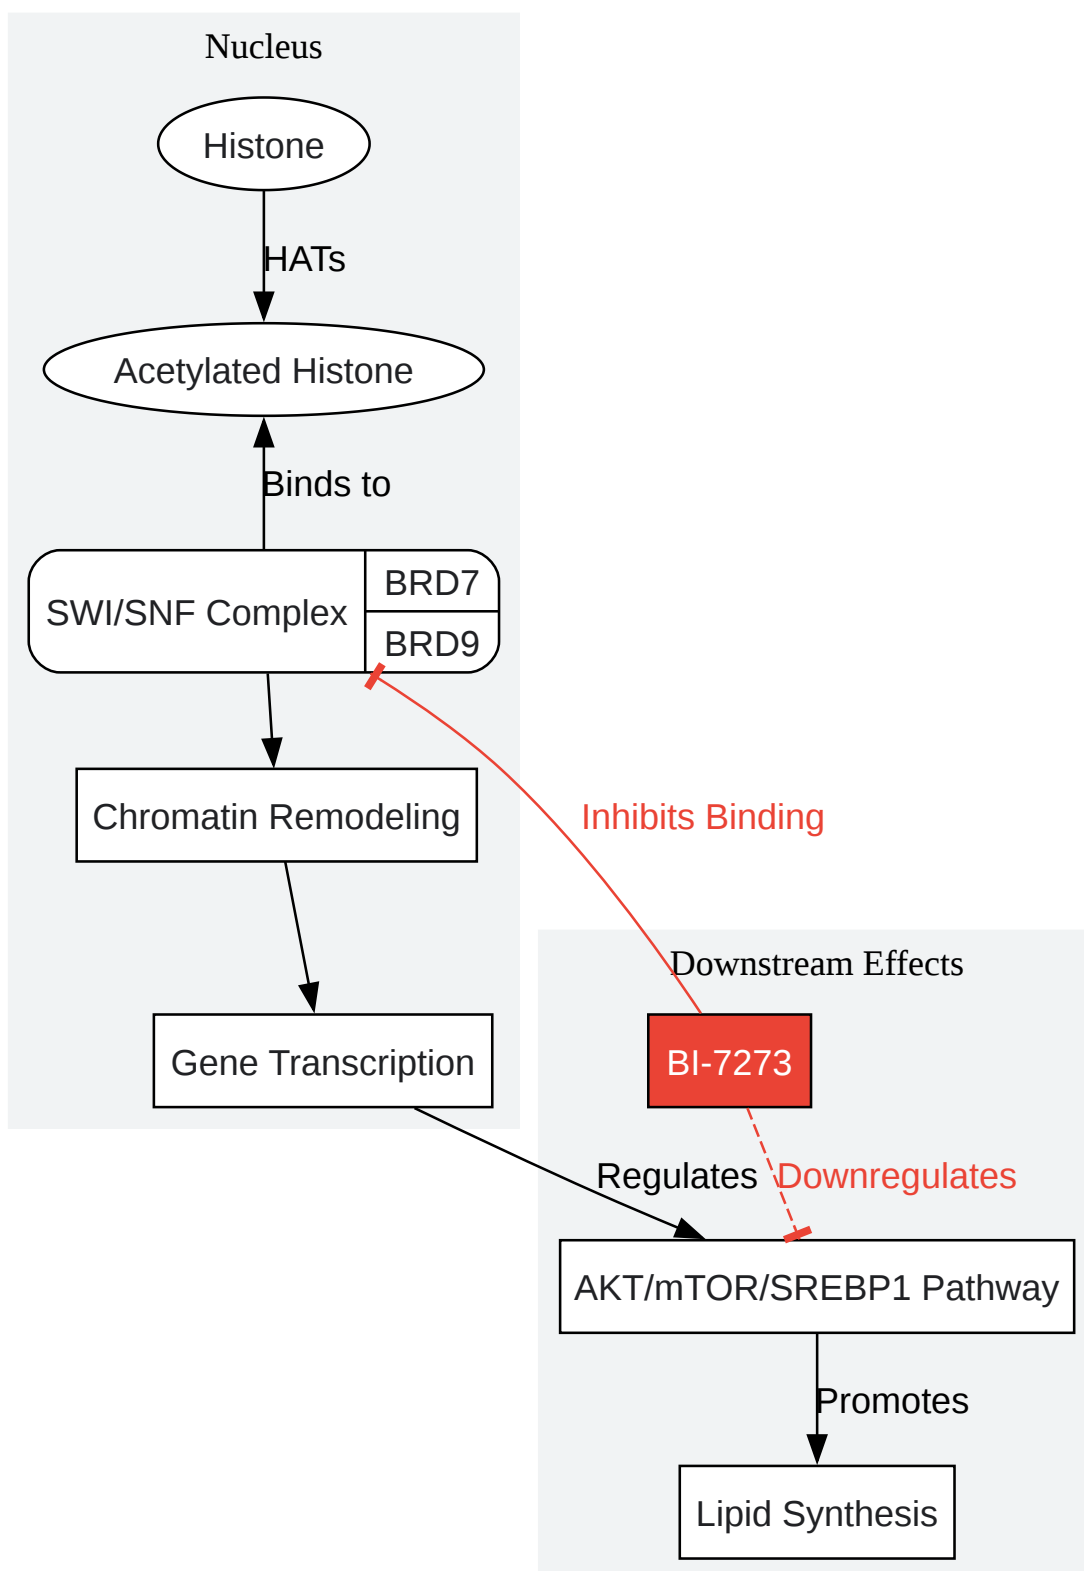 Nucleus
Histone
HATs
Acetylated Histone
Binds to
SWI/SNF Complex
BRD7
BRD9
Chromatin Remodeling
Inhibits Binding
Downstream Effects
Gene Transcription
BI-7273
Regulates
Downregulates
AKT/mTOR/SREBP1 Pathway
Promotes
Lipid Synthesis